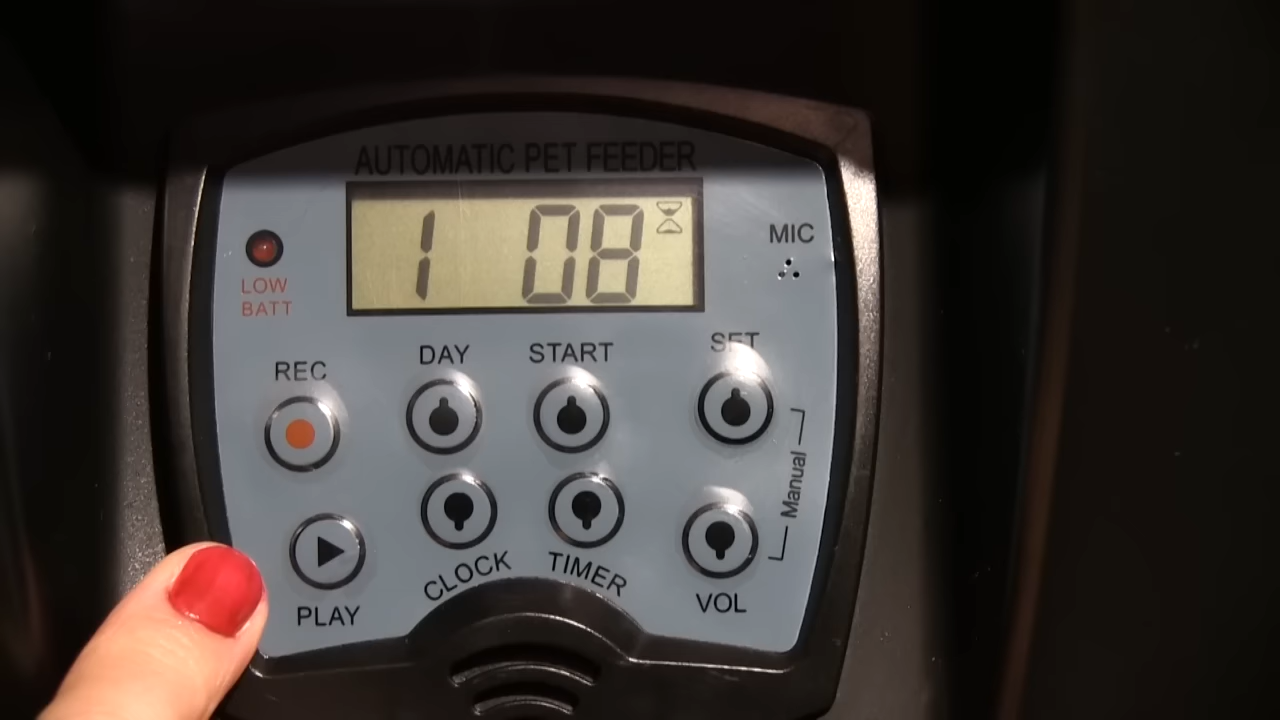 AUTOMATIC PET FEEDER
1 08
MIC
LOW
BATT
REC
DAY
START
SET
Manual
PLAY
CLOCK
TIMER
VOL